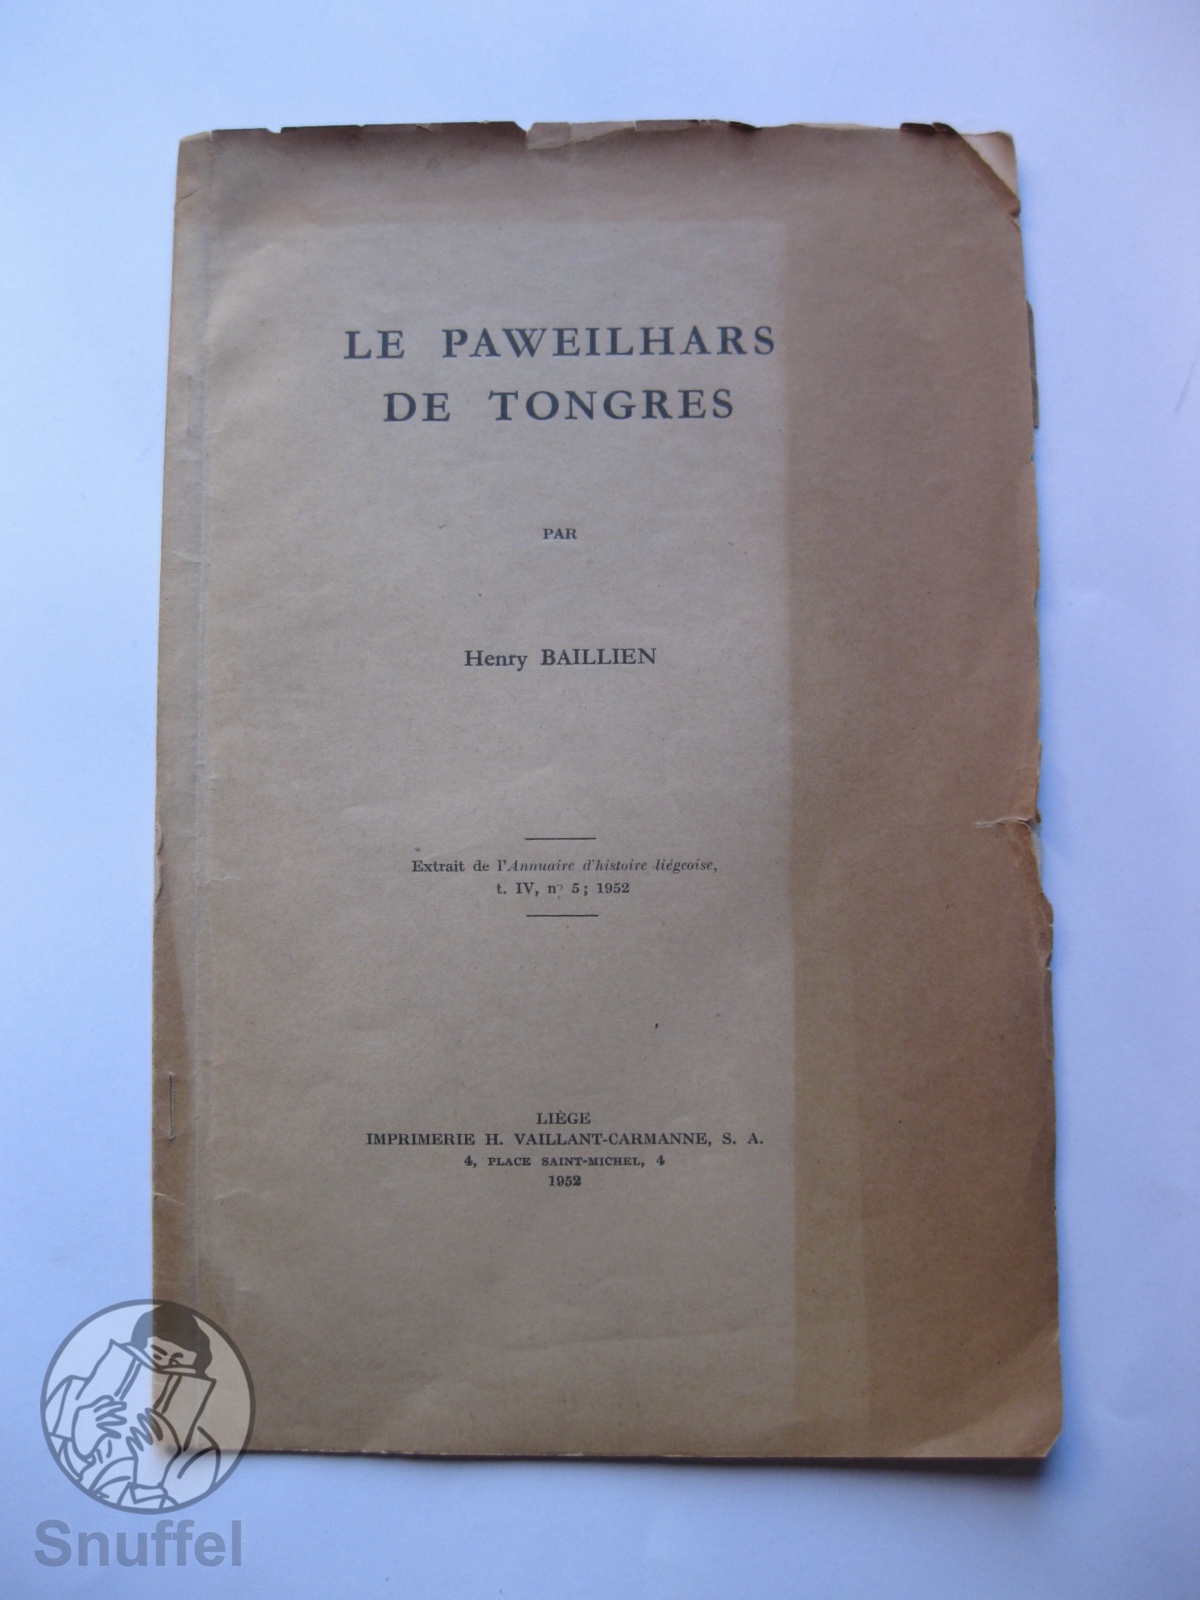 LE PAWEILHARS
DE TONGRES
PAR
Henry BAILLIEN
Extrait de l'Annuaire d'histoire liégeoise,
t. IV, nº 5; 1952
LIÈGE
IMPRIMERIE H. VAILLANT-CARMANNE, S. A.
4, PLACE SAINT-MICHEL, 4
1952
Snuffel